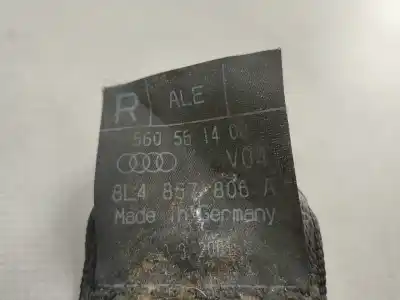 R ALE
560 55 14 0
V04
8L4 857 806 A
Made in Germany